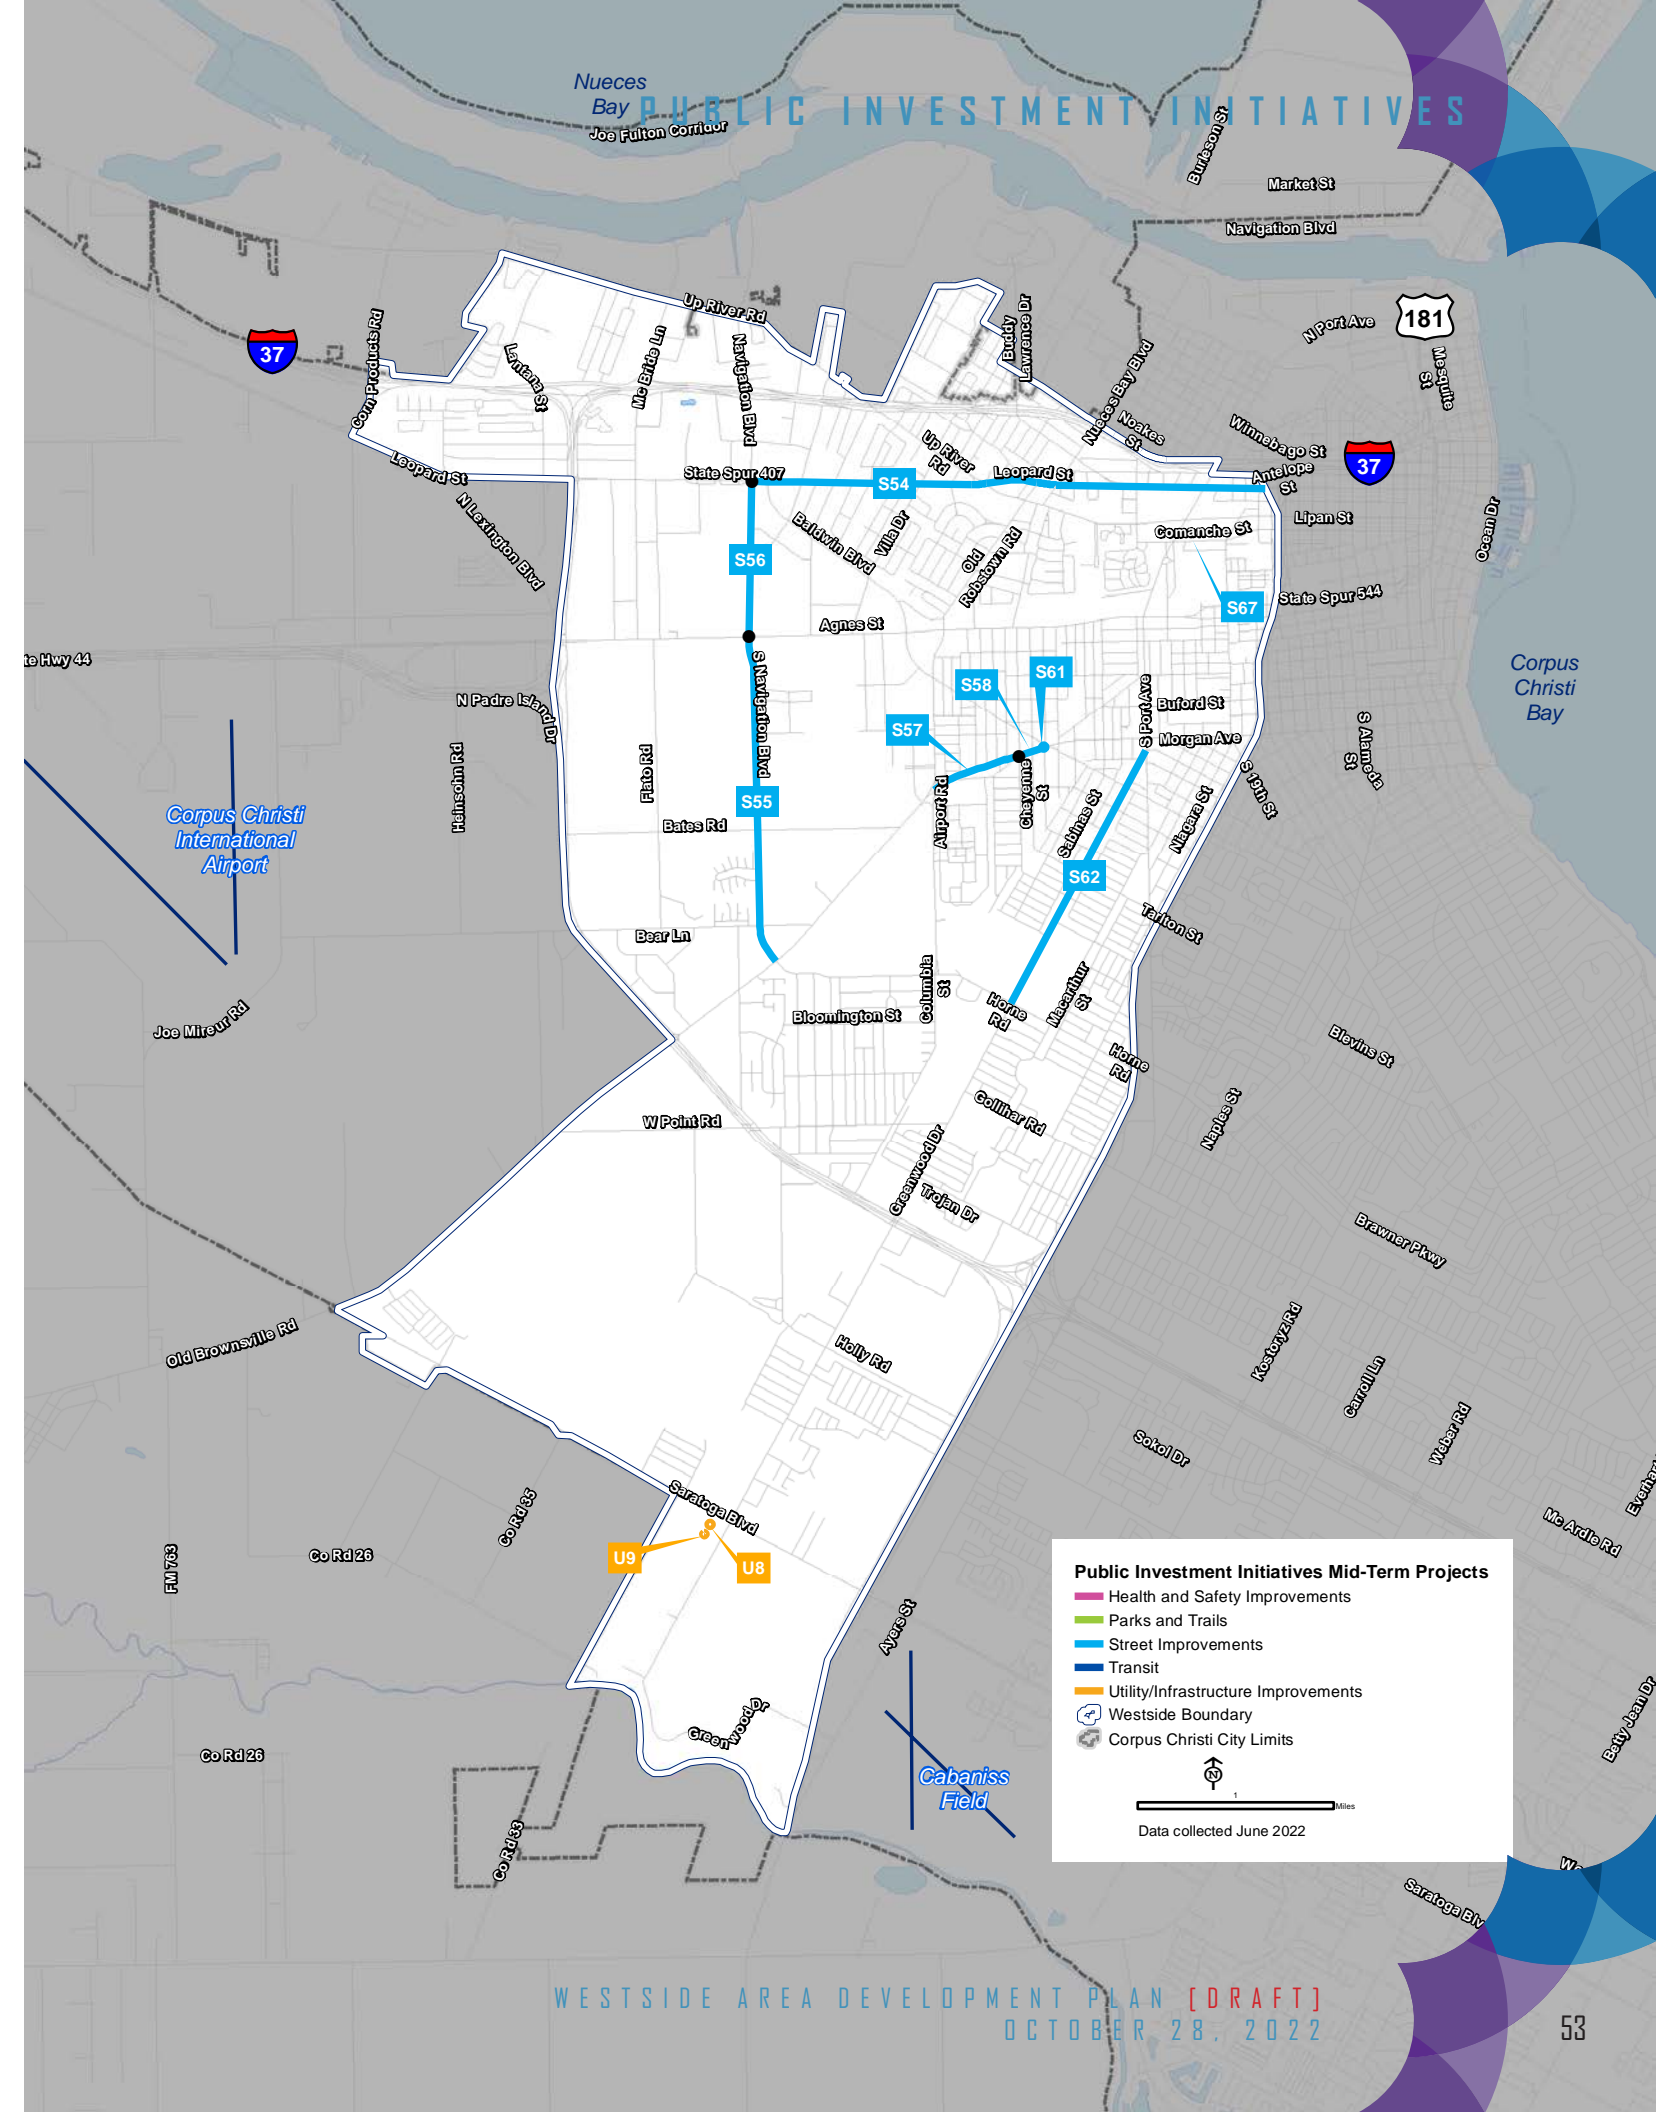 Nueces
Bay
PUBLIC INVESTMENT INITIATIVES
Joe Fulton Corridor
Burleson St
Market St
Navigation Blvd
181
N Port Ave
Mesquite
St
37
Corn Products Rd
Up River Rd
Lantana St
Mc Bride Ln
Navigation Blvd
Buddy
Lawrence Dr
Nueces Bay Blvd
Noakes
St
Winnebago St
37
Antelope
St
Up River
Rd
Leopard St
Leopard St
State Spur 407
S54
N Lexington Blvd
Lipan St
Ocean Dr
Comanche St
Baldwin Blvd
Villa Dr
Old
Robstown Rd
S56
S67
State Spur 544
Agnes St
te Hwy 44
Corpus
Christi
Bay
N Padre Island Dr
S Navigation Blvd
S58
S61
S57
S Port Ave
Buford St
Morgan Ave
S Alameda
St
Heinsohn Rd
Flato Rd
S55
Bates Rd
Airport Rd
Cheyenne
St
Sabinas St
Niagara St
S 19th St
Corpus Christi
International
Airport
S62
Tarlton St
Bear Ln
Columbia
St
Horne
Rd
Macarthur
St
Bloomington St
Joe Mireur Rd
Horne
Rd
Blevins St
Gollihar Rd
Naples St
W Point Rd
Greenwood Dr
Trojan Dr
Brawner Pkwy
Old Brownsville Rd
Holly Rd
Kostoryz Rd
Carroll Ln
Weber Rd
Sokol Dr
Everhar
Mc Ardle Rd
Saratoga Blvd
Co Rd 35
Co Rd 26
FM 763
U9
U8
Ayers St
Public Investment Initiatives Mid-Term Projects
Health and Safety Improvements
Parks and Trails
Street Improvements
Transit
Utility/Infrastructure Improvements
Westside Boundary
Corpus Christi City Limits
N
1
Miles
Data collected June 2022
Betty Jean Dr
Greenwood Dr
Co Rd 26
Cabaniss
Field
Co Rd 33
Saratoga Blv
WESTSIDE AREA DEVELOPMENT PLAN [DRAFT]
OCTOBER 28, 2022
53